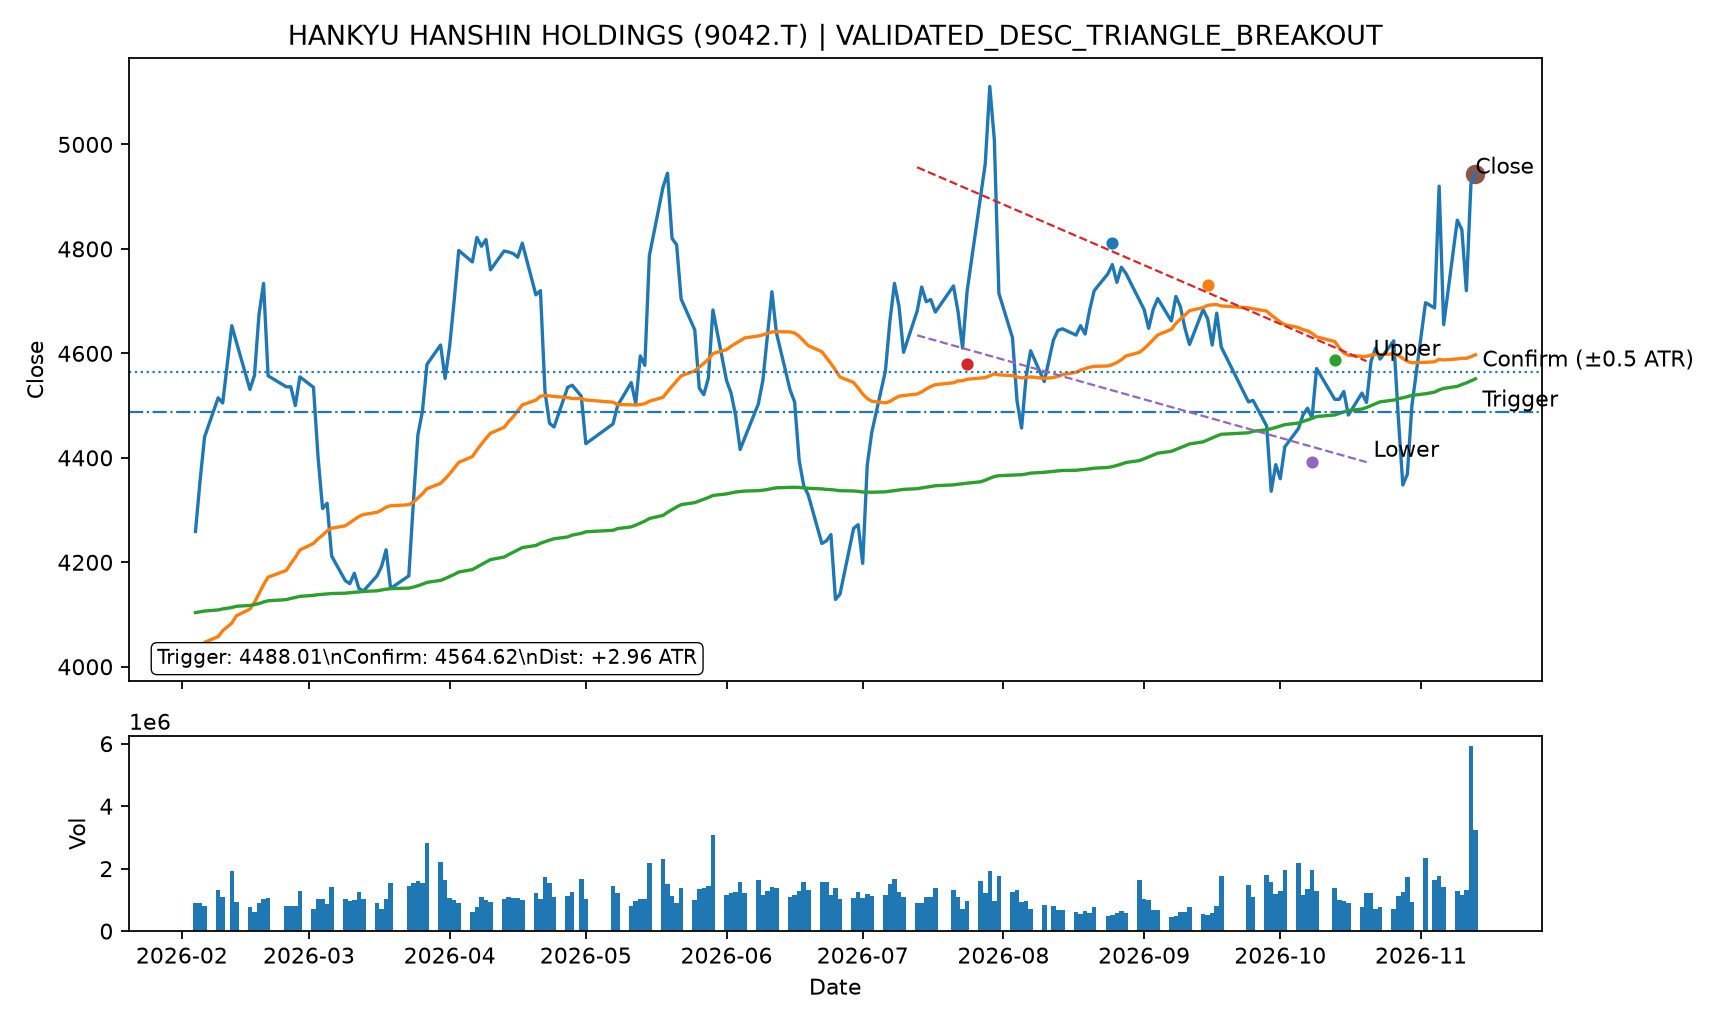 HANKYU HANSHIN HOLDINGS (9042.T) | VALIDATED_DESC_TRIANGLE_BREAKOUT
Close
5000
4800
4600
4400
4200
4000
Close
Upper
Confirm (±0.5 ATR)
Trigger
Lower
Trigger: 4488.01\nConfirm: 4564.62\nDist: +2.96 ATR
1e6
Vol
6
4
2
0
2026-02 2026-03 2026-04 2026-05 2026-06 2026-07 2026-08 2026-09 2026-10 2026-11
Date